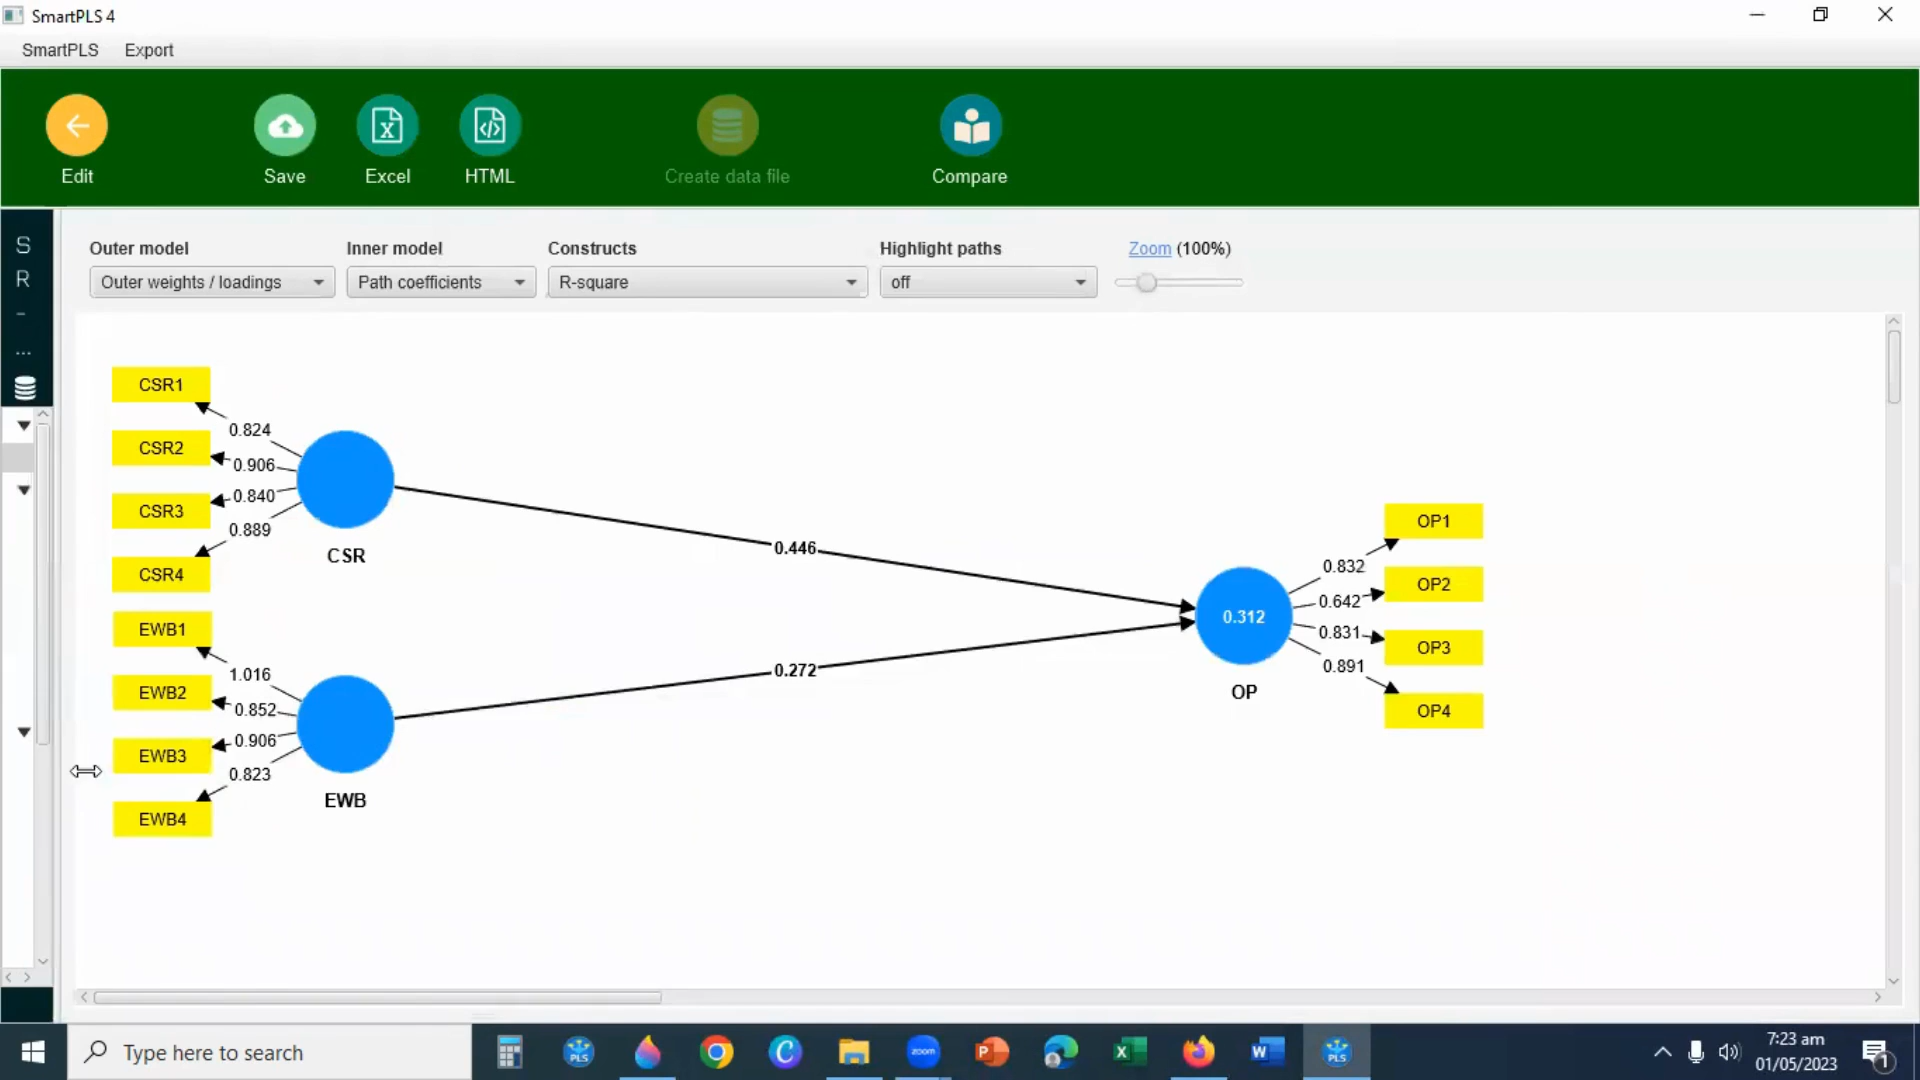 SmartPLS 4
SmartPLS Export
Edit Save Excel HTML Create data file Compare
S
R
-
...
Outer model Inner model Constructs Highlight paths Zoom (100%)
Outer weights / loadings Path coefficients R-square off
CSR1
0.824
CSR2
0.906
0.840
CSR3
0.889
CSR4
CSR
EWB1
1.016
EWB2
0.852
0.906
EWB3
0.823
EWB4
EWB
0.446
0.272
0.312
OP
OP1
0.832
OP2
0.642
0.831
OP3
0.891
OP4
Type here to search
PLS
zoom
PLS
7:23 am
01/05/2023
1